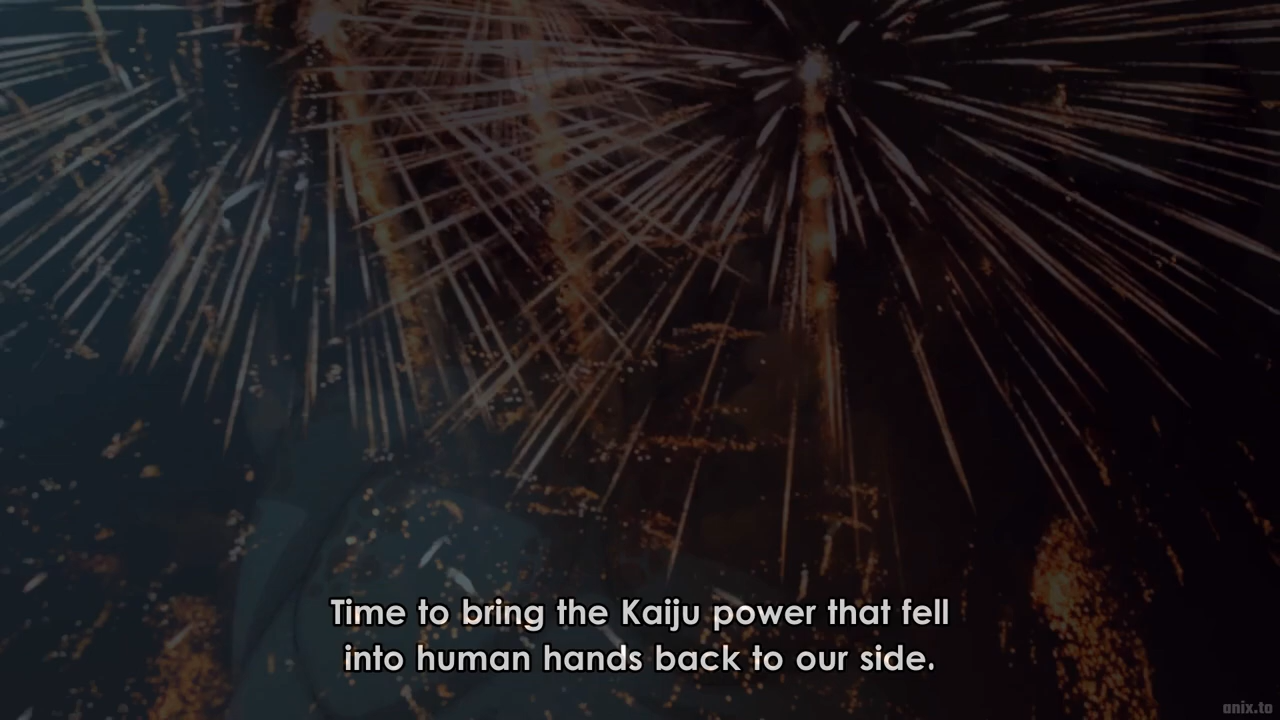 Time to bring the Kaiju power that fell
into human hands back to our side.
anix.to